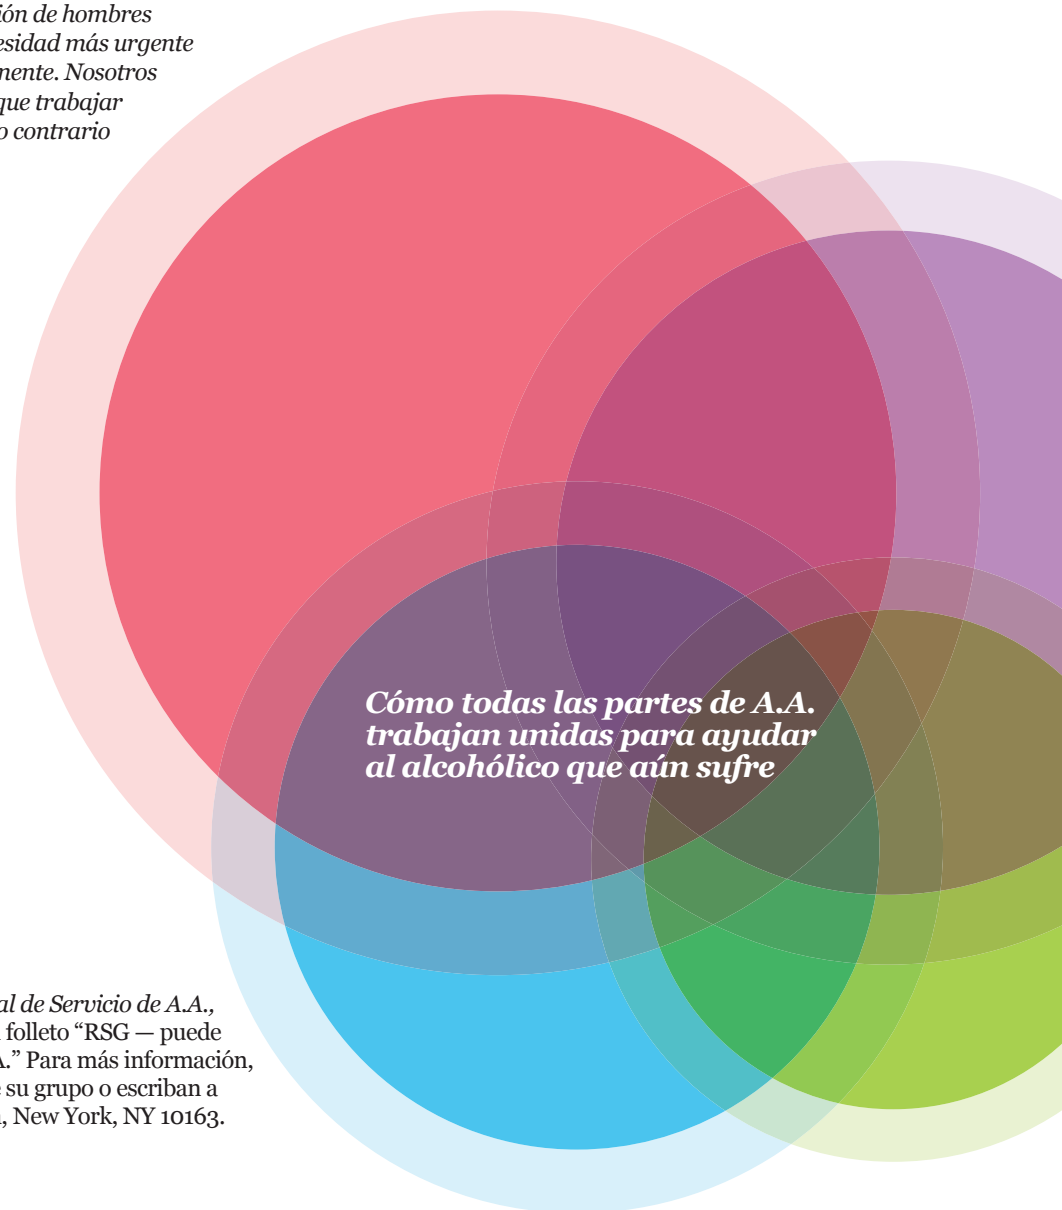 ión de hombres
esidad más urgente
nente. Nosotros
que trabajar
o contrario
Cómo todas las partes de A.A.
trabajan unidas para ayudar
al alcohólico que aún sufre
al de Servicio de A.A.,
folleto “RSG — puede
A.” Para más información,
su grupo o escriban a
, New York, NY 10163.